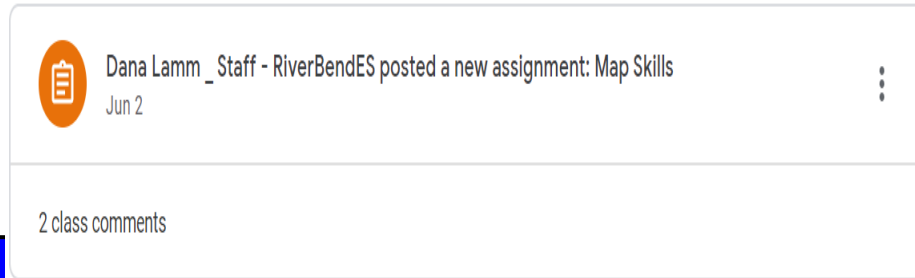 Dana Lamm _ Staff - RiverBendES posted a new assignment: Map Skills
Jun 2
2 class comments